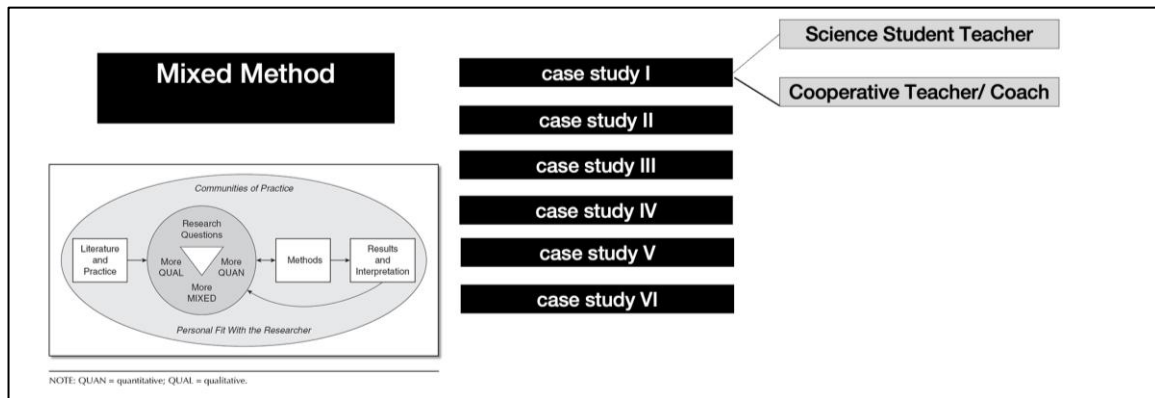 Mixed Method
Communities of Practice
Research
Questions
Literature
and
Practice
More
QUAL
More
QUAN
More
MIXED
Methods
Results
and
Interpretation
Personal Fit With the Researcher
NOTE: QUAN = quantitative; QUAL = qualitative.
case study I
case study II
case study III
case study IV
case study V
case study VI
Science Student Teacher
Cooperative Teacher/ Coach